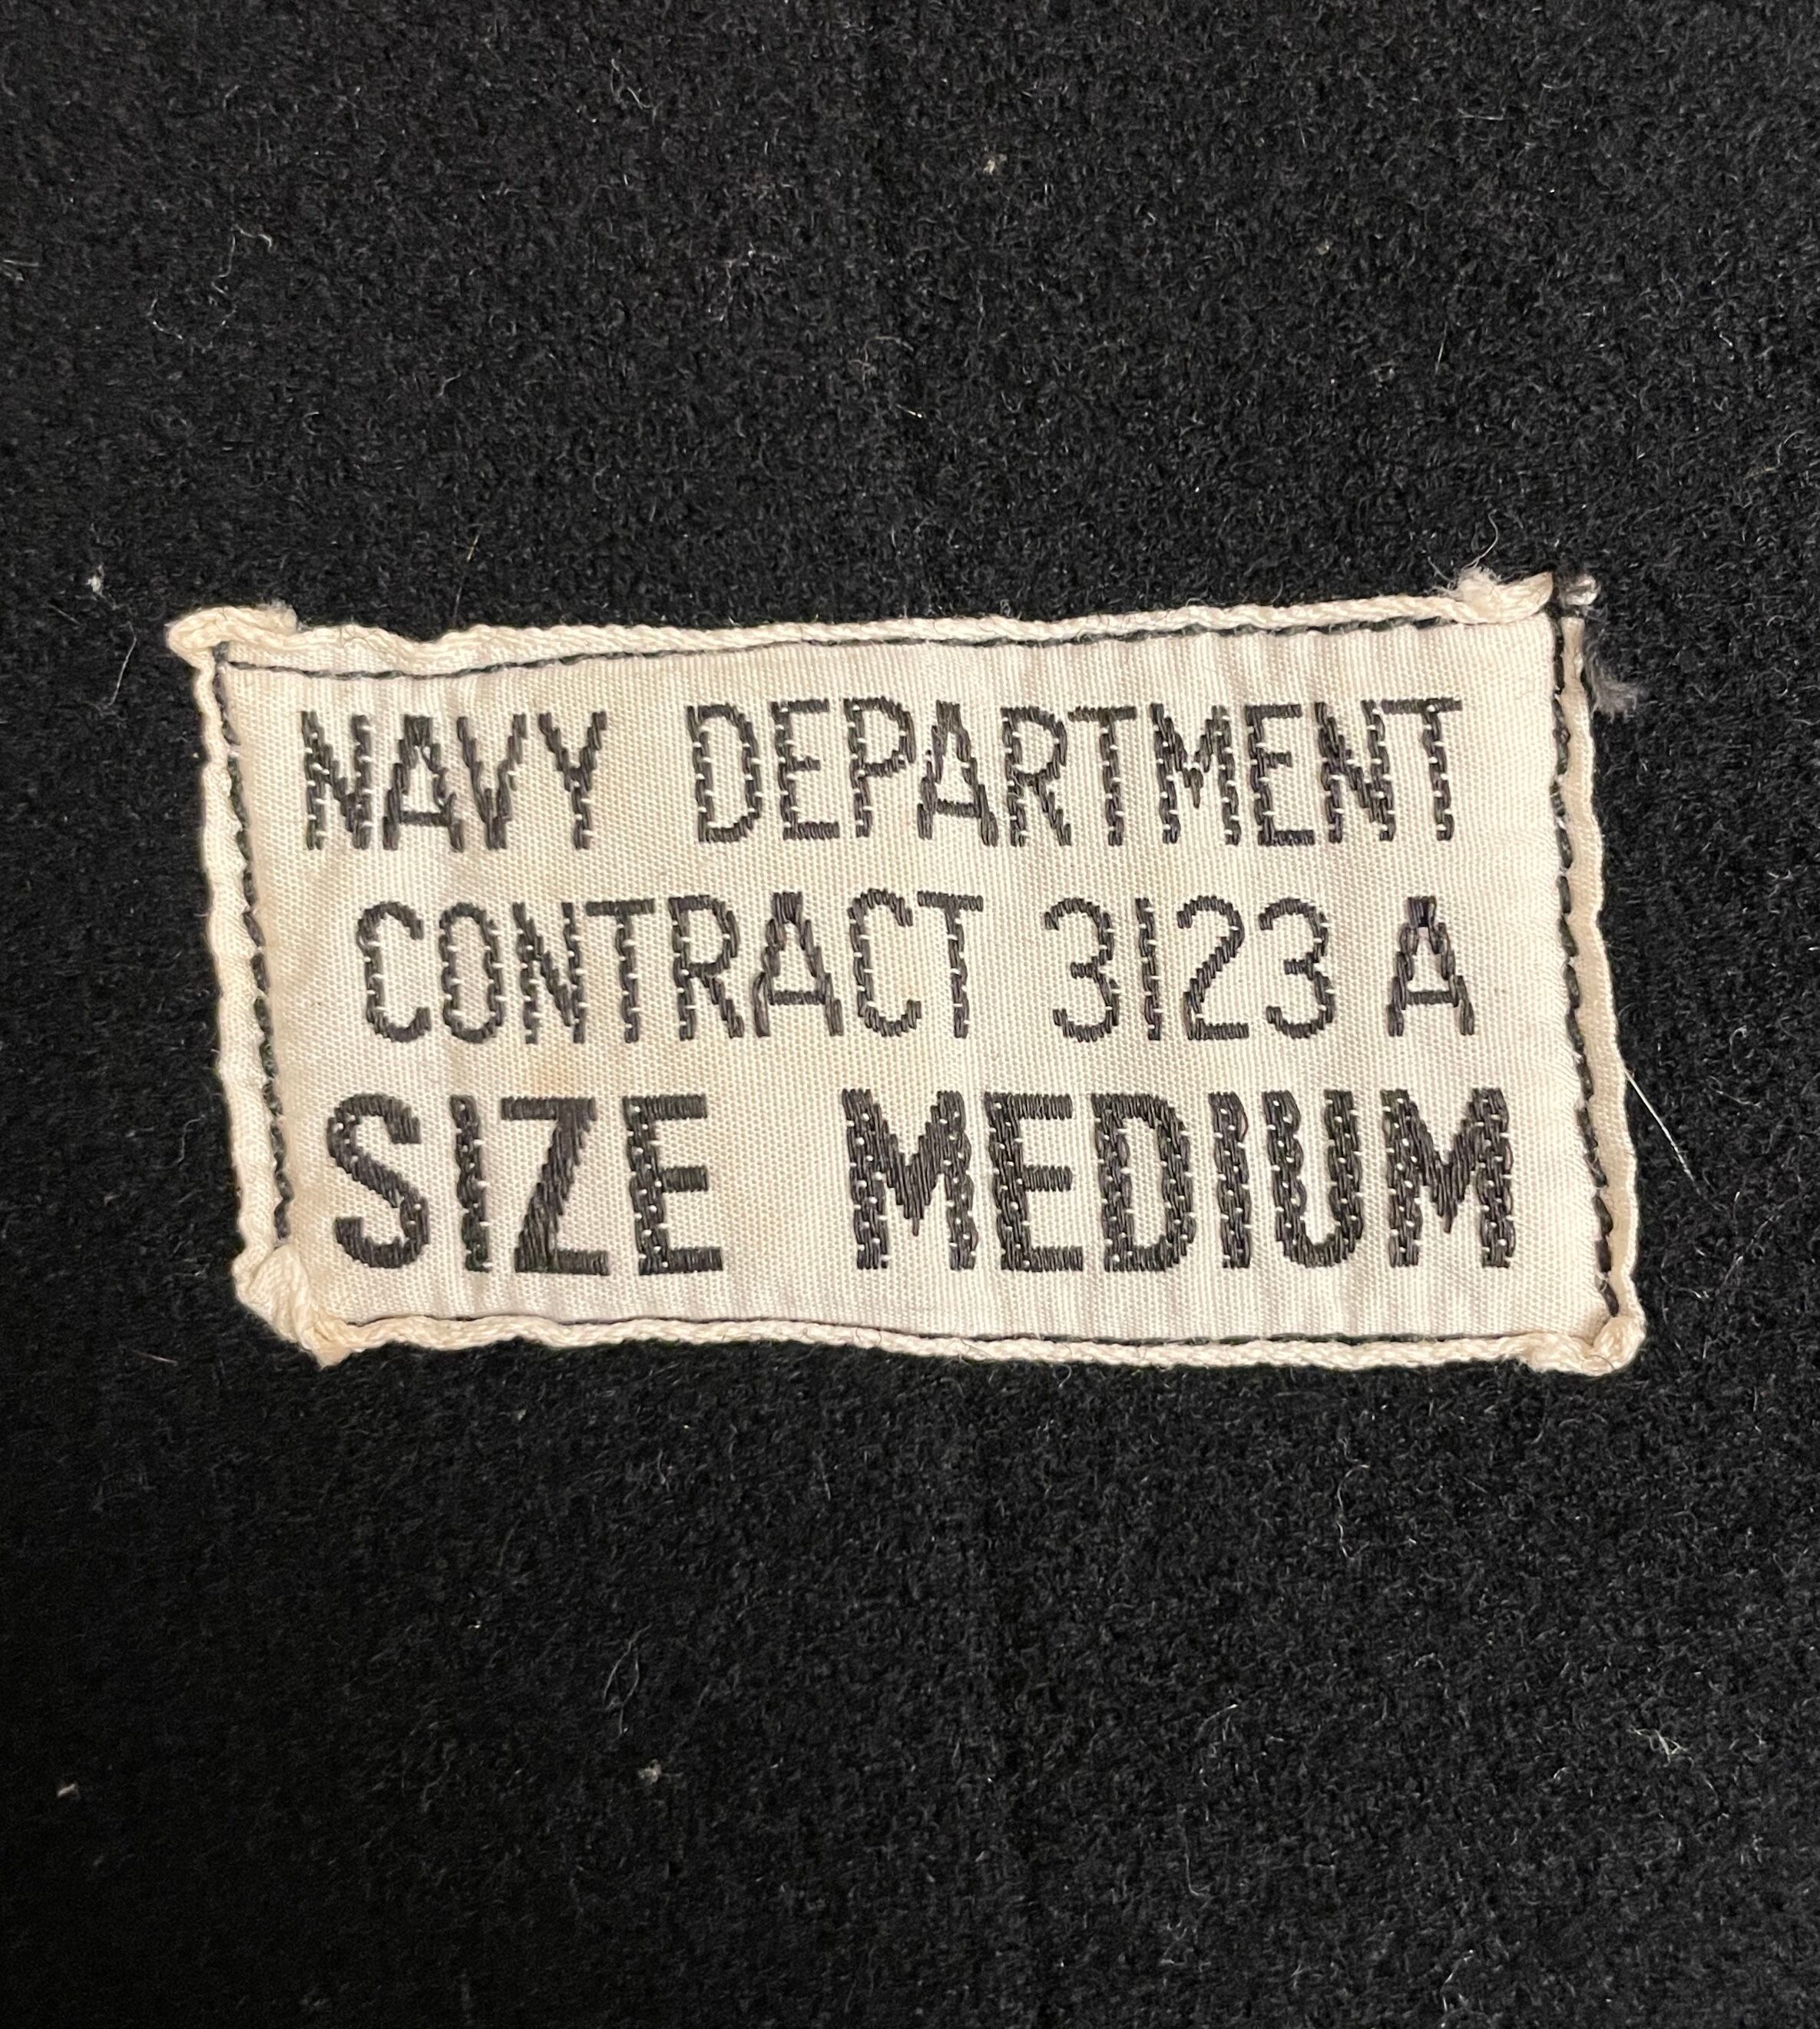 NAVY DEPARTMENT
CONTRACT 3123 A
SIZE MEDIUM